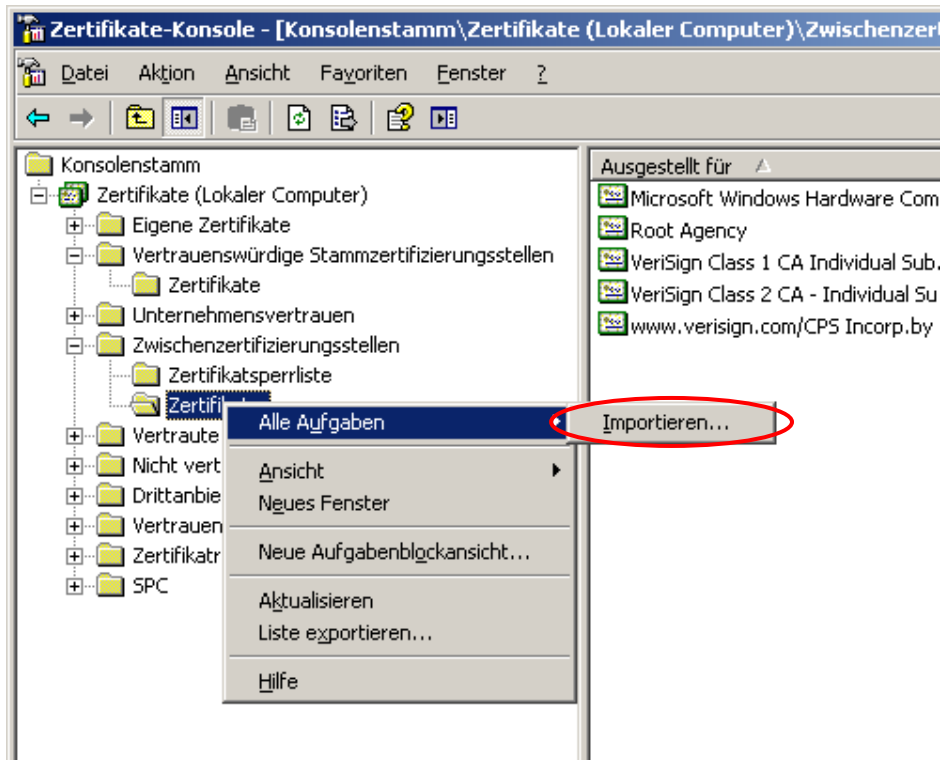 Zertifikate-Konsole - [Konsolenstamm\Zertifikate (Lokaler Computer)\Zwischenzer
Datei Aktion Ansicht Favoriten Fenster ?
Konsolenstamm
Zertifikate (Lokaler Computer)
Eigene Zertifikate
Vertrauenswürdige Stammzertifizierungsstellen
Zertifikate
Unternehmensvertrauen
Zwischenzertifizierungsstellen
Zertifikatsperrliste
Zertifi
Vertraute
Nicht vert
Drittanbie
Vertrauen
Zertifikatr
SPC
Alle Aufgaben
Ansicht
Neues Fenster
Neue Aufgabenblockansicht...
Aktualisieren
Liste exportieren...
Hilfe
Importieren...
Ausgestellt für
Microsoft Windows Hardware Com
Root Agency
VeriSign Class 1 CA Individual Sub.
VeriSign Class 2 CA - Individual Su
www.verisign.com/CPS Incorp.by